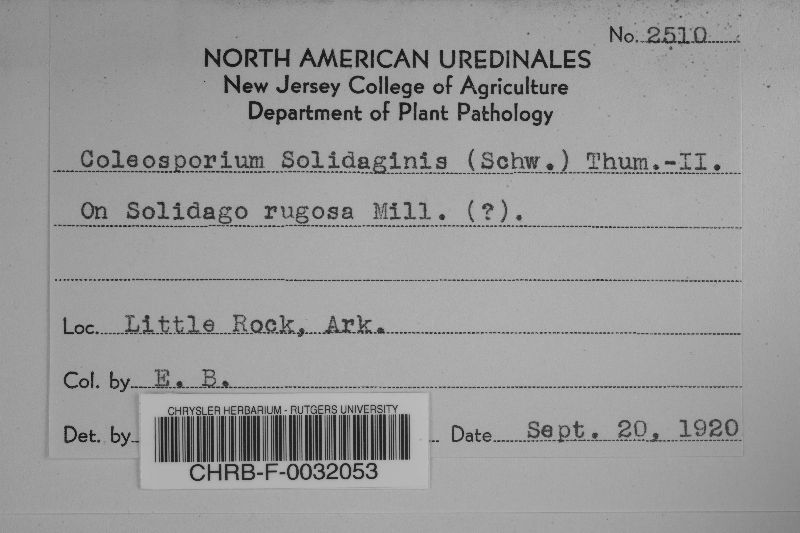 No. 2510
NORTH AMERICAN UREDINALES
New Jersey College of Agriculture
Department of Plant Pathology
Coleosporium Solidaginis (Schw.) Thum.-II.
On Solidago rugosa Mill. (?).
Loc. Little Rock, Ark.
Col. by E. B.
Det. by
Date Sept. 20, 1920
CHRYSLER HERBARIUM - RUTGERS UNIVERSITY
CHRB-F-0032053